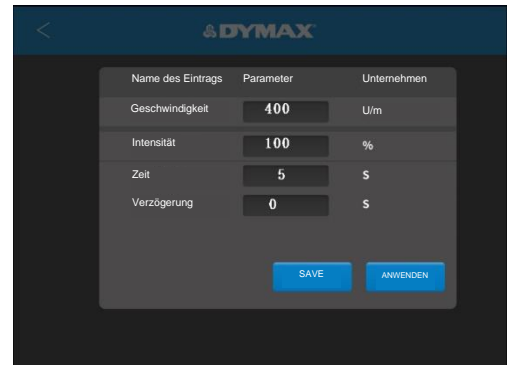 < DYMAX
Name des Eintrags Parameter Unternehmen
Geschwindigkeit 400 U/m
Intensität 100 %
Zeit 5 S
Verzögerung 0 S
SAVE ANWENDEN